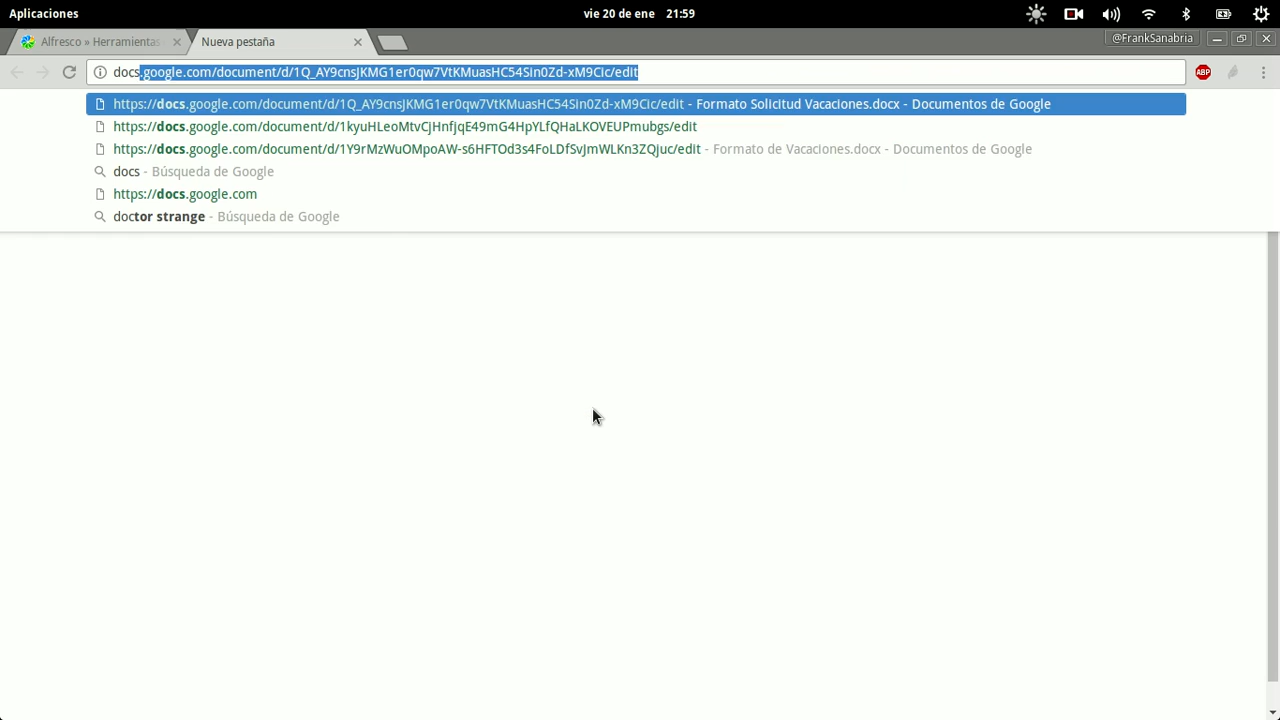 Aplicaciones
vie 20 de ene 21:59
Alfresco » Herramientas
Nueva pestaña
@FrankSanabria
docs.google.com/document/d/1Q_AY9cnsJKMG1er0qw7VtKMuasHC54Sin0Zd-xM9Cic/edit
ABP
https://docs.google.com/document/d/1Q_AY9cnsJKMG1er0qw7VtKMuasHC54Sin0Zd-xM9Cic/edit - Formato Solicitud Vacaciones.docx - Documentos de Google
https://docs.google.com/document/d/1kyuHLeoMtvCjHnfJqE49mG4HpYLfQHaLKOVEUPmubgs/edit
https://docs.google.com/document/d/1Y9rMzWuOMpoAW-s6HFTOd3s4FoLDfSvJmWLKn3ZQjuc/edit - Formato de Vacaciones.docx - Documentos de Google
docs - Búsqueda de Google
https://docs.google.com
doctor strange - Búsqueda de Google